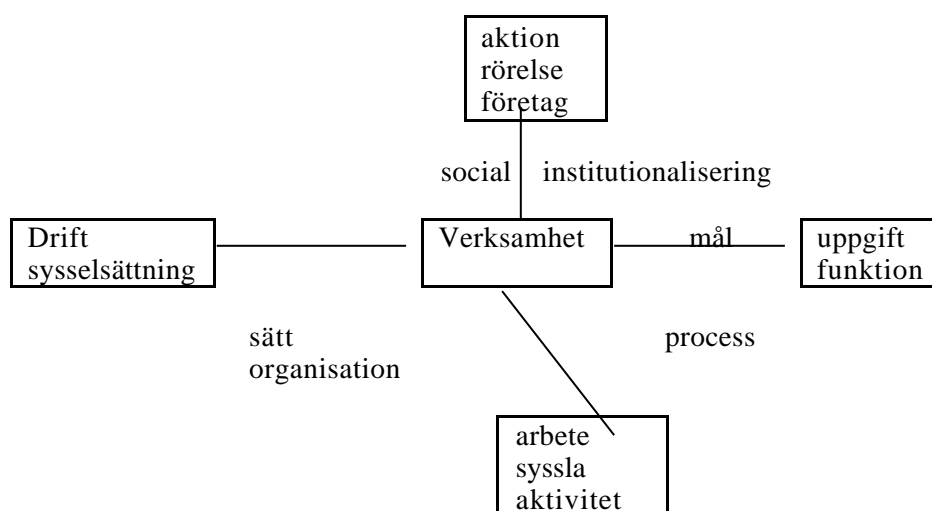 aktion
rörelse
företag
social institutionalisering
Drift
sysselsättning
Verksamhet
mål
uppgift
funktion
sätt
organisation
process
arbete
syssla
aktivitet